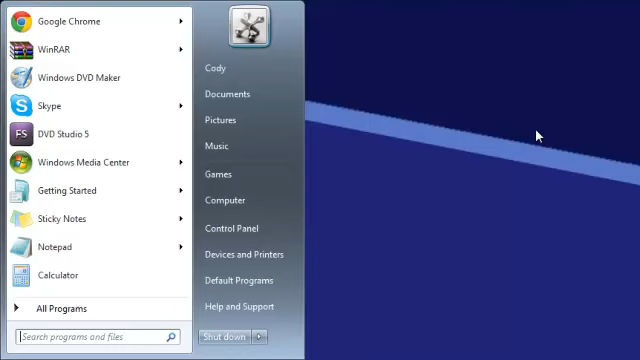 Google Chrome
WinRAR
Windows DVD Maker
Skype
FS DVD Studio 5
Windows Media Center
Getting Started
Sticky Notes
Notepad
Calculator
All Programs
Search programs and files
Cody
Documents
Pictures
Music
Games
Computer
Control Panel
Devices and Printers
Default Programs
Help and Support
Shut down